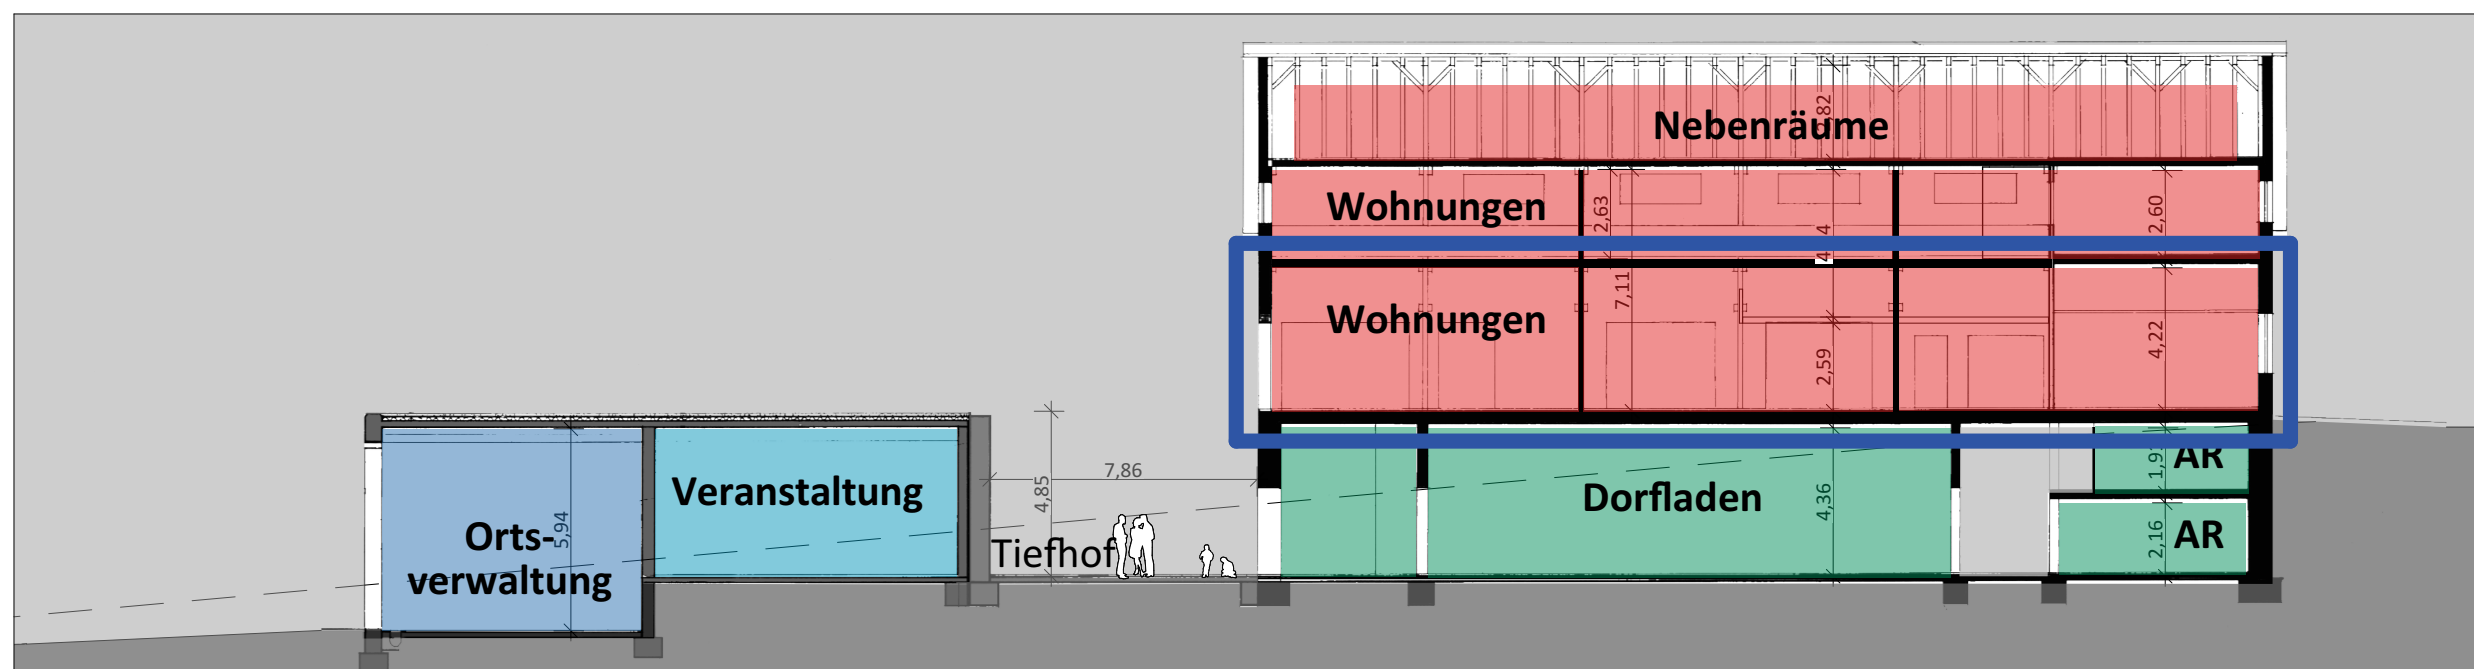 Nebenräume
Wohnungen
2,63
2,60
Wohnungen
7,11
2,59
4,22
Orts-
verwaltung
5,94
Veranstaltung
7,86
4,85
Tiefhof
Dorfladen
4,36
AR
2,16
AR